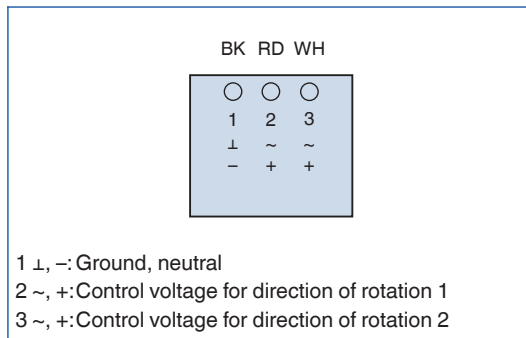 BK RD WH
1 2 3
⊥ ~ ~
– + +
1 ⊥, –: Ground, neutral
2 ~, +: Control voltage for direction of rotation 1
3 ~, +: Control voltage for direction of rotation 2